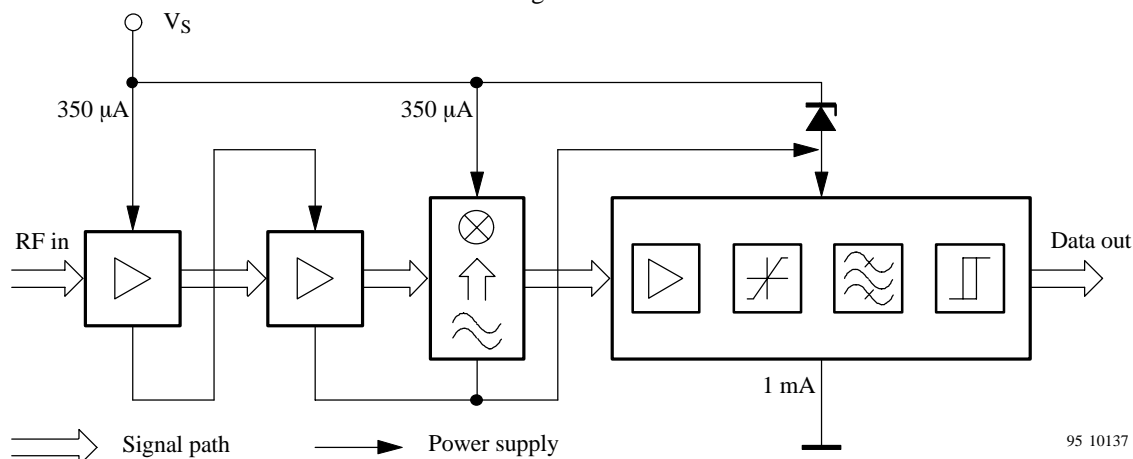 V_S
350 μA
350 μA
RF in
Data out
1 mA
Signal path
Power supply
95 10137